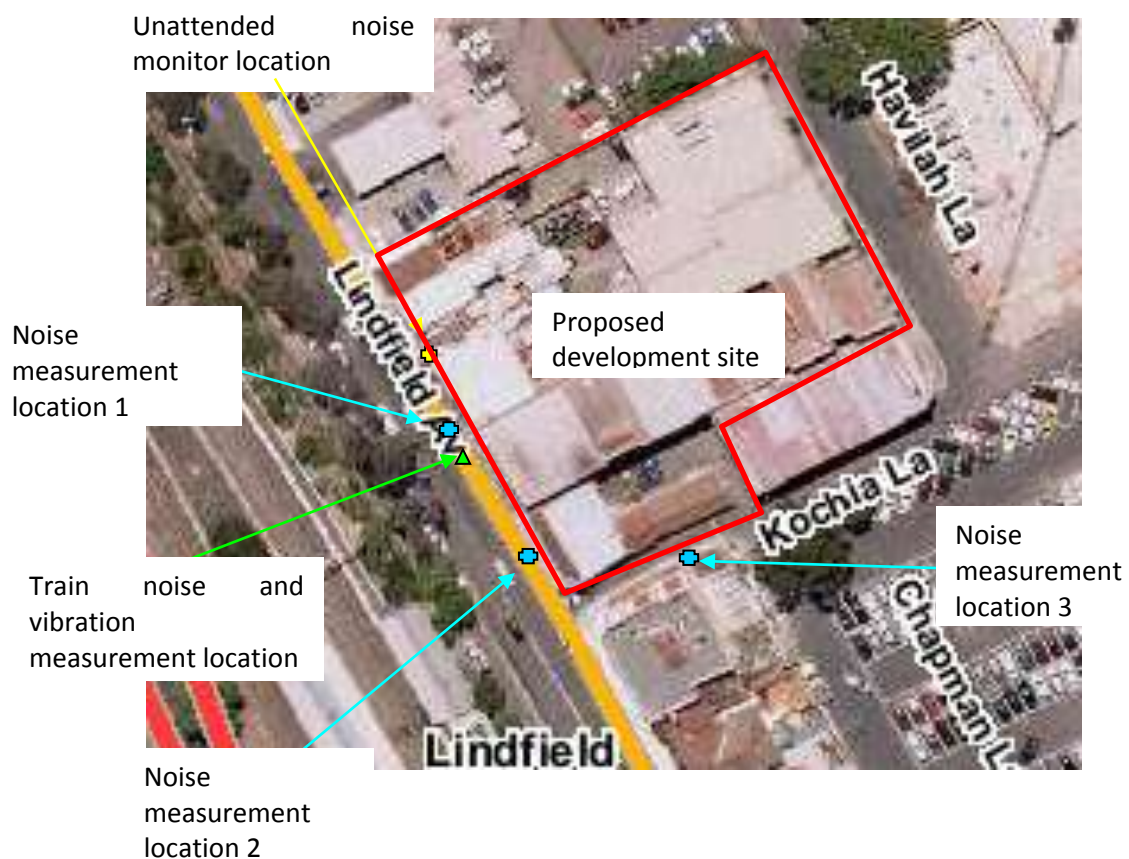 Unattended noise
monitor location
Havilah La
Lindfield Av
Noise
measurement
location 1
Proposed
development site
Kochia La
Noise
measurement
location 3
Train noise and
vibration
measurement location
Chapman La
Lindfield
Noise
measurement
location 2